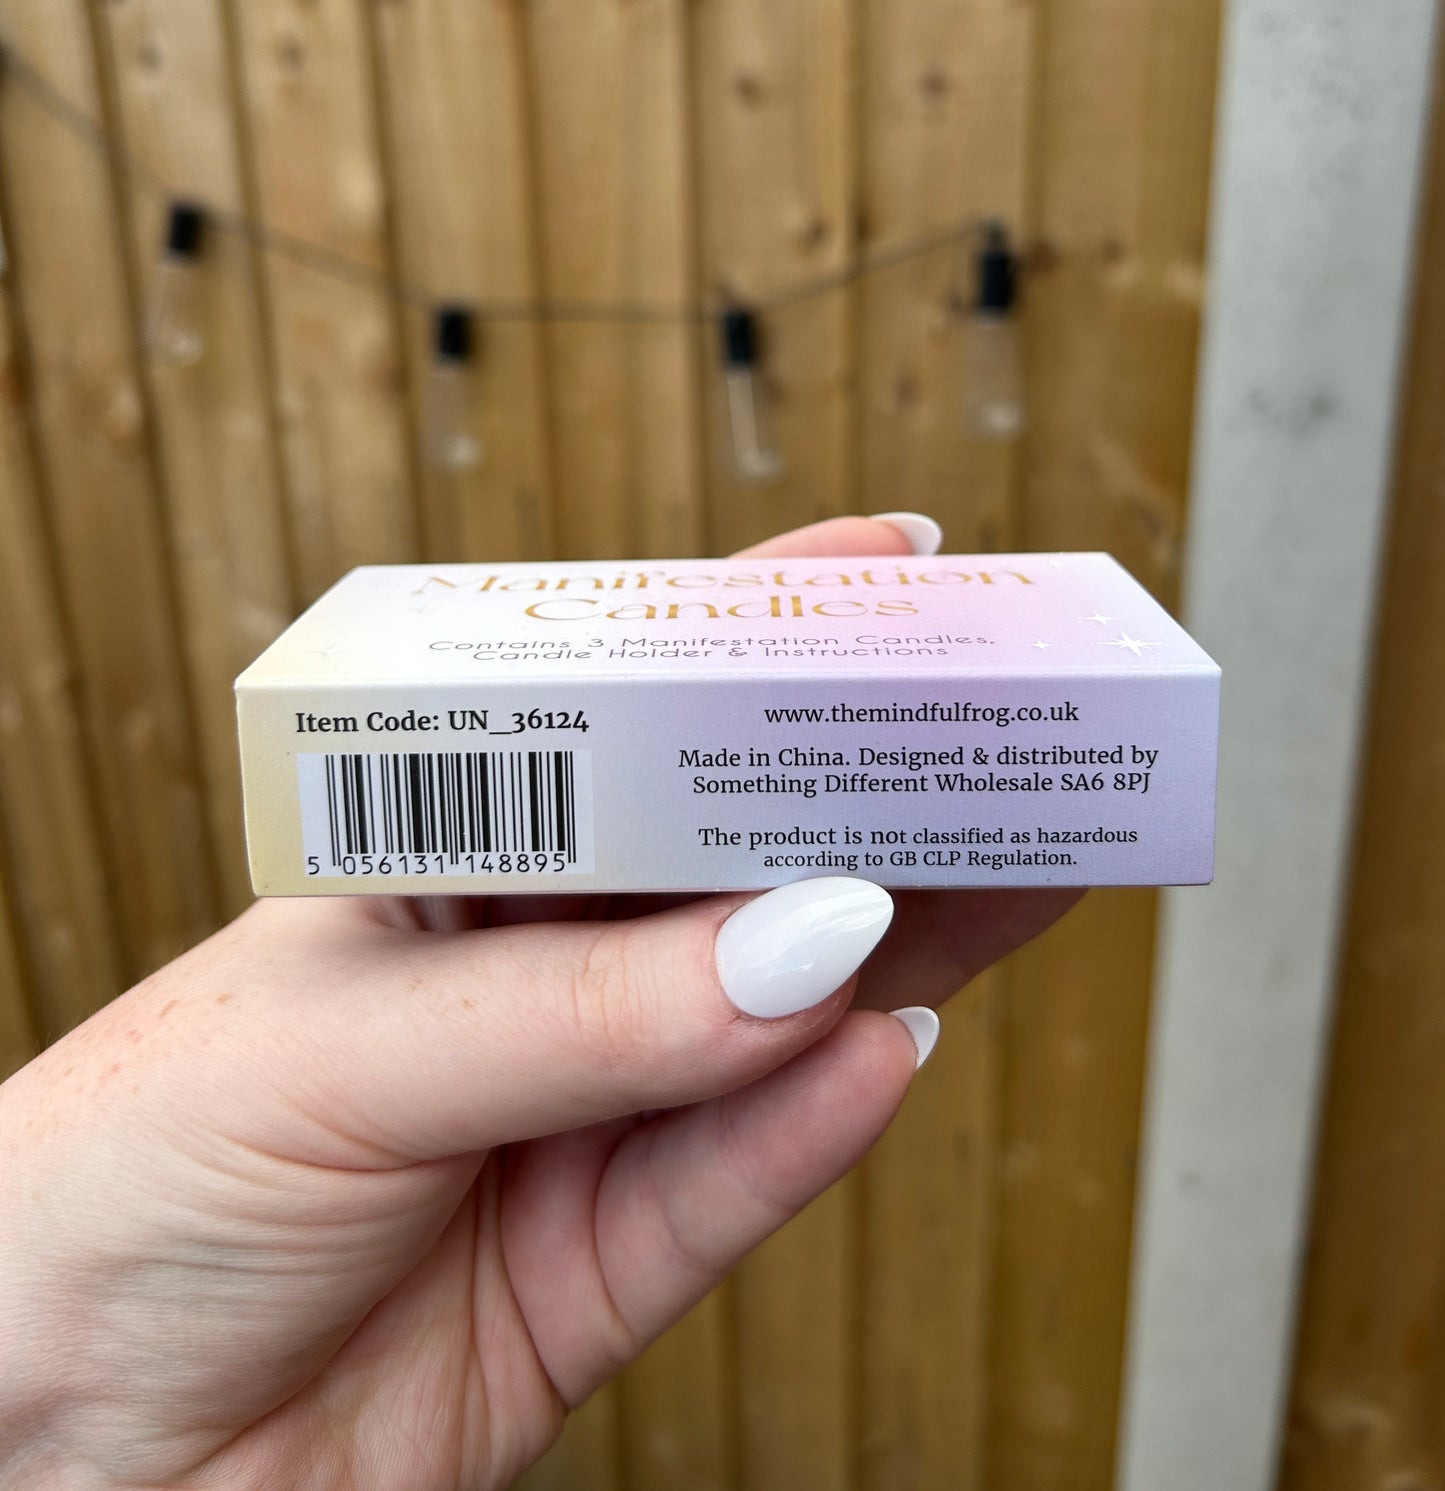 Manifestation
Candles
Contains 3 Manifestation Candles,
Candle Holder & Instructions
Item Code: UN_36124
5 056131 148895
www.themindfulfrog.co.uk
Made in China. Designed & distributed by
Something Different Wholesale SA6 8PJ
The product is not classified as hazardous
according to GB CLP Regulation.